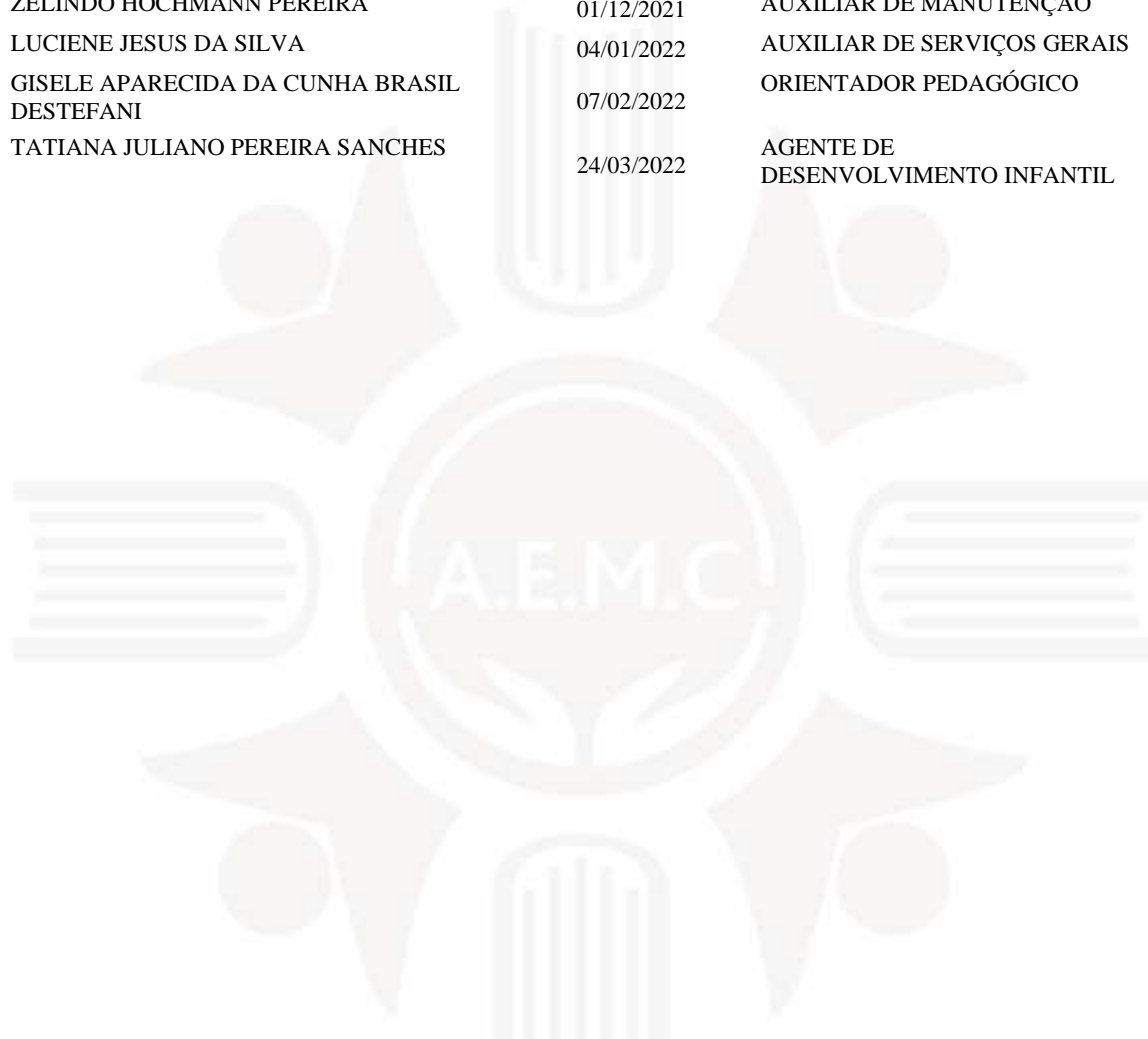 ZELINDO HOCHMANN PEREIRA 01/12/2021 AUXILIAR DE MANUTENÇÃO
LUCIENE JESUS DA SILVA 04/01/2022 AUXILIAR DE SERVIÇOS GERAIS
GISELE APARECIDA DA CUNHA BRASIL
DESTEFANI 07/02/2022 ORIENTADOR PEDAGÓGICO
TATIANA JULIANO PEREIRA SANCHES 24/03/2022 AGENTE DE
DESENVOLVIMENTO INFANTIL
A.E.M.C